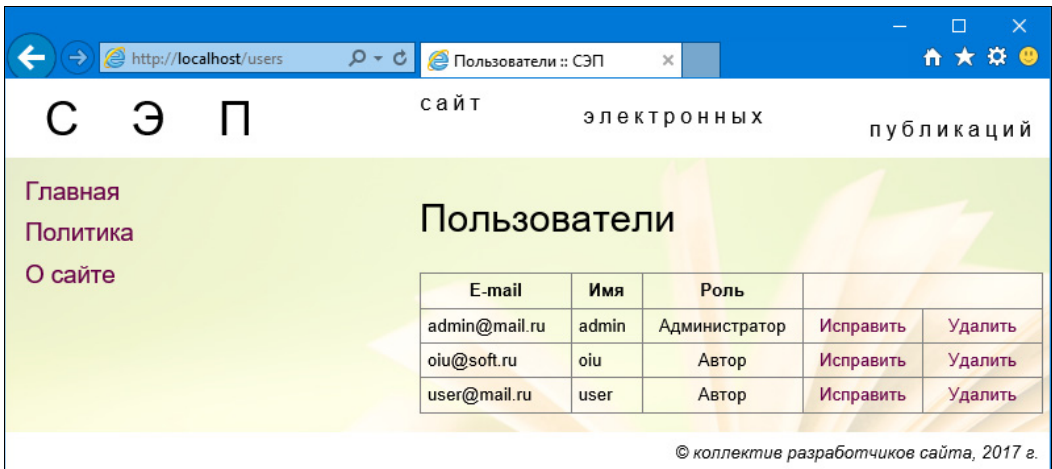 http://localhost/users
Пользователи :: СЭП
С Э П
сайт
электронных
публикаций
Главная
Политика
О сайте
Пользователи
E-mail Имя Роль
admin@mail.ru admin Администратор Исправить Удалить
oiu@soft.ru oiu Автор Исправить Удалить
user@mail.ru user Автор Исправить Удалить
© коллектив разработчиков сайта, 2017 г.